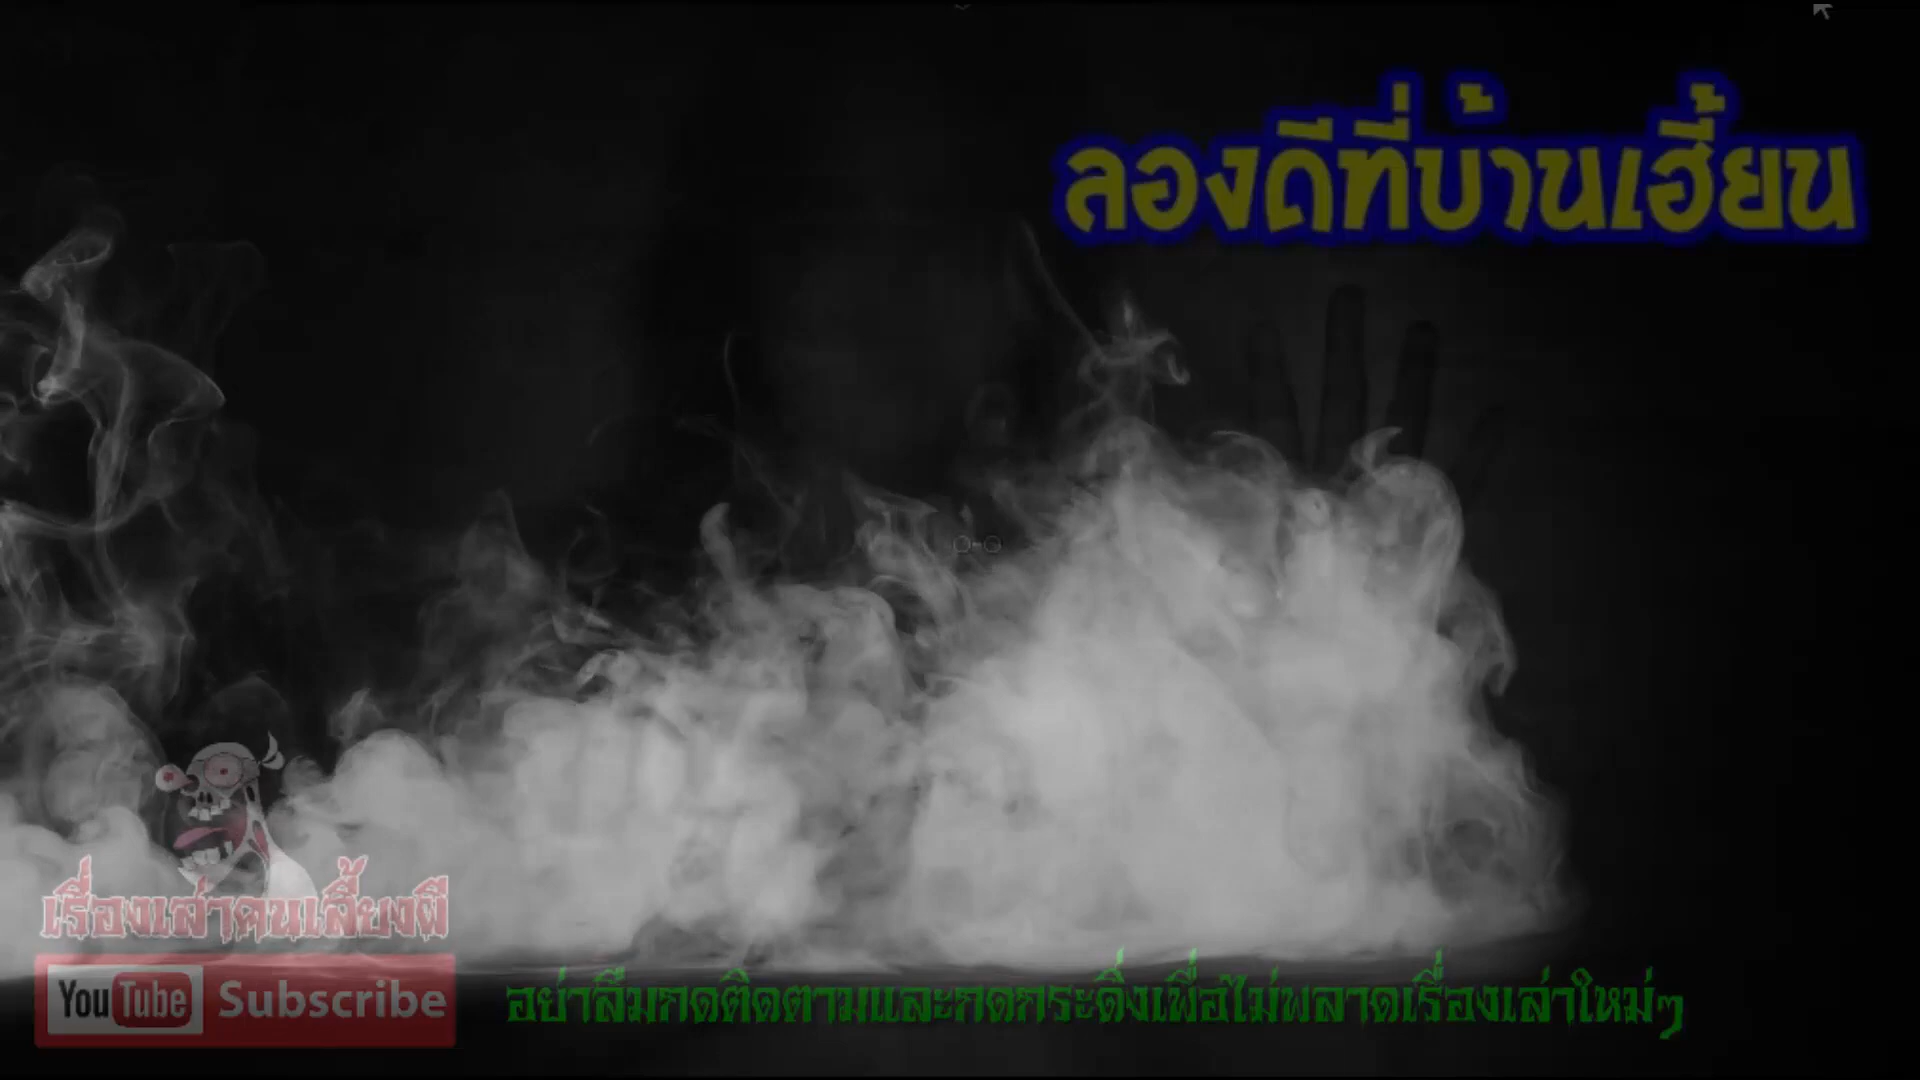 ลองดีที่บ้านเฮี้ยน
เรื่องเล่าคนเลี้ยงผี
YouTube Subscribe
อย่าลืมกดติดตามและกดกระดิ่งเพื่อไม่พลาดเรื่องเล่าใหม่ๆ